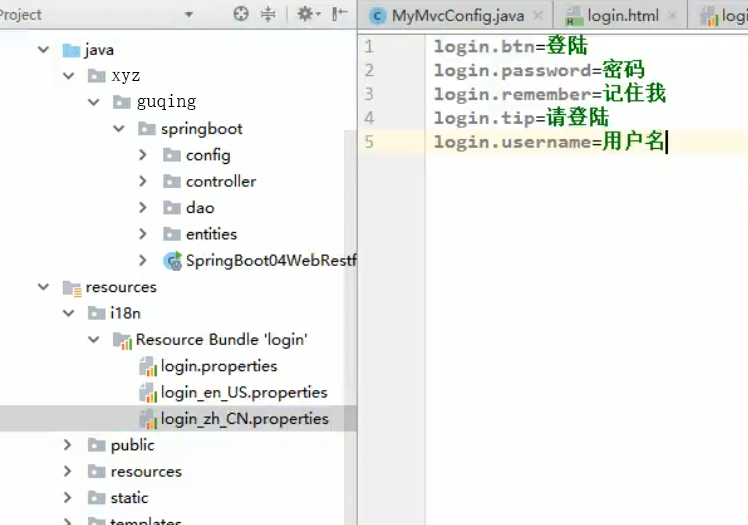 Project
java
xyz
guqing
springboot
config
controller
dao
entities
SpringBoot04WebRestf
resources
i18n
Resource Bundle 'login'
login.properties
login_en_US.properties
login_zh_CN.properties
public
resources
static
templates
MyMvcConfig.java
login.html
login
1 login.btn=登陆
2 login.password=密码
3 login.remember=记住我
4 login.tip=请登陆
5 login.username=用户名